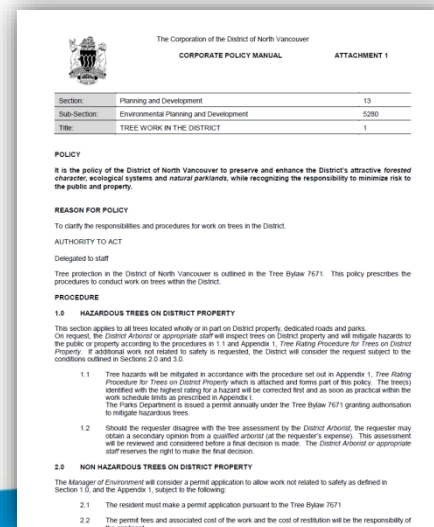 The Corporation of the District of North Vancouver
CORPORATE POLICY MANUAL ATTACHMENT 1
Section: Planning and Development 13
Sub-Section: Environmental Planning and Development 5280
Title: TREE WORK IN THE DISTRICT 1
POLICY
It is the policy of the District of North Vancouver to preserve and enhance the District's attractive forested
character, ecological systems and natural parklands, while recognizing the responsibility to minimize risk to
the public and property.
REASON FOR POLICY
To clarify the responsibilities and procedures for work on trees in the District.
AUTHORITY TO ACT
Delegated to staff
Tree protection in the District of North Vancouver is outlined in the Tree Bylaw 7671. This policy prescribes the
procedures to conduct work on trees within the District.
PROCEDURE
1.0 HAZARDOUS TREES ON DISTRICT PROPERTY
This section applies to all trees located wholly or in part on District property, dedicated roads and parks.
On request, the District Arborist or appropriate staff will inspect trees on District property and will mitigate hazards to
the public or property according to the procedures in 1.1 and Appendix 1, Tree Rating Procedure for Trees on District
Property. If additional work not related to safety is requested, the District will consider the request subject to the
conditions outlined in Sections 2.0 and 3.0.
1.1 Tree hazards will be mitigated in accordance with the procedure set out in Appendix 1, Tree Rating
Procedure for Trees on District Property which is attached and forms part of this policy. The tree(s)
identified with the highest rating for a hazard will be corrected first and as soon as practical within the
work schedule limits as prescribed in Appendix I.
The Parks Department is issued a permit annually under the Tree Bylaw 7671 granting authorisation
to mitigate hazardous trees.
1.2 Should the requester disagree with the tree assessment by the District Arborist, the requester may
obtain a secondary opinion from a qualified arborist (at the requester's expense). This assessment
will be reviewed and considered before a final decision is made. The District Arborist or appropriate
staff reserves the right to make the final decision.
2.0 NON HAZARDOUS TREES ON DISTRICT PROPERTY
The Manager of Environment will consider a permit application to allow work not related to safety as defined in
Section 1.0, and the Appendix 1, subject to the following:
2.1 The resident must make a permit application pursuant to the Tree Bylaw 7671
2.2 The permit fees and associated cost of the work and the cost of restitution will be the responsibility of